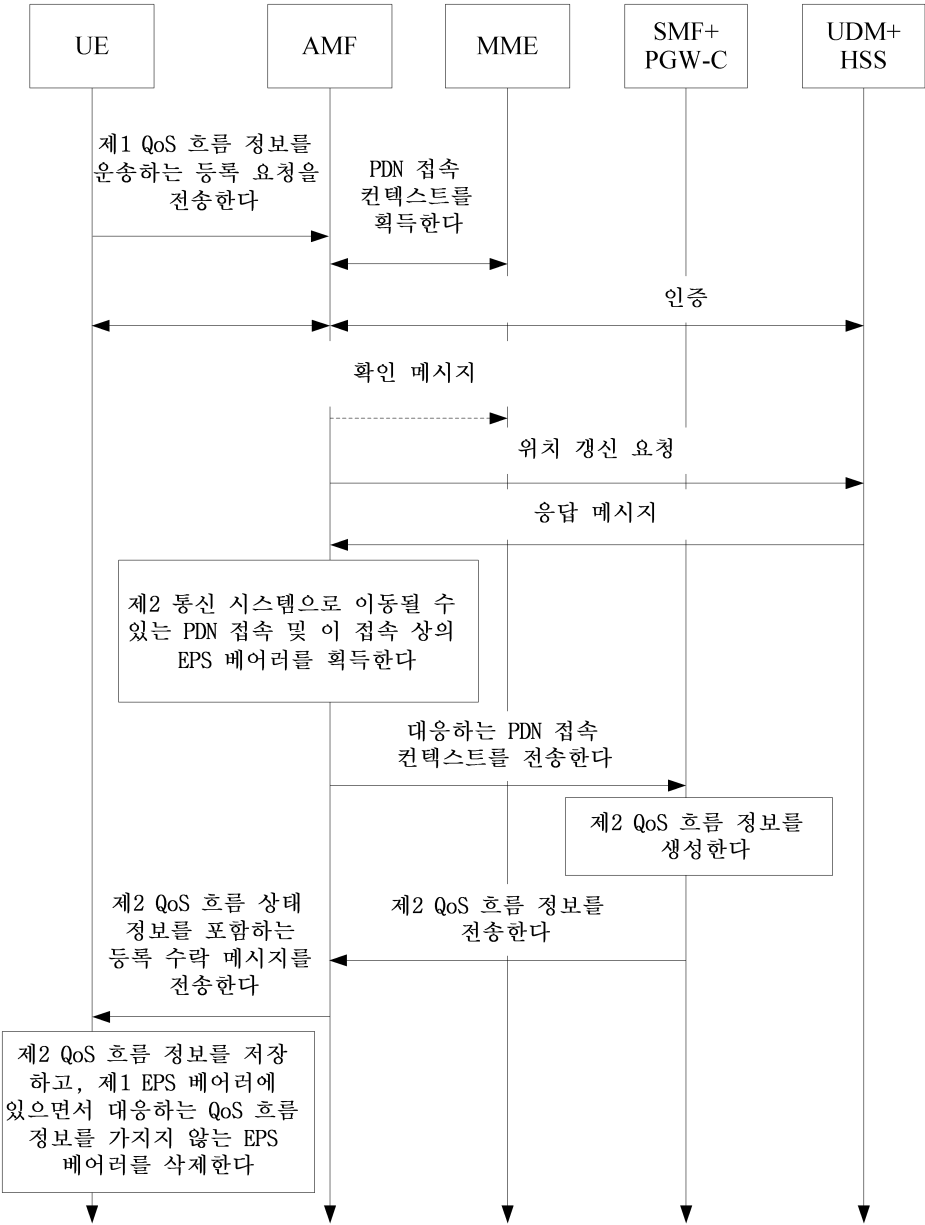 UE
AMF
MME
SMF+
PGW-C
UDM+
HSS
제1 QoS 흐름 정보를
운송하는 등록 요청을
전송한다
PDN 접속
컨텍스트를
획득한다
인증
확인 메시지
위치 갱신 요청
응답 메시지
제2 통신 시스템으로 이동될 수
있는 PDN 접속 및 이 접속 상의
EPS 베어러를 획득한다
대응하는 PDN 접속
컨텍스트를 전송한다
제2 QoS 흐름 정보를
생성한다
제2 QoS 흐름 정보를
전송한다
제2 QoS 흐름 상태
정보를 포함하는
등록 수락 메시지를
전송한다
제2 QoS 흐름 정보를 저장
하고, 제1 EPS 베어러에
있으면서 대응하는 QoS 흐름
정보를 가지지 않는 EPS
베어러를 삭제한다